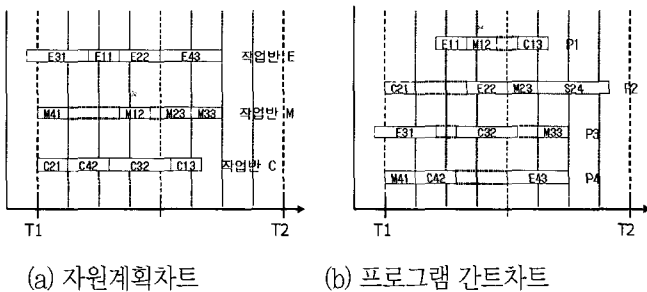 E31 E11 E22 E43 작업반 E
M41 M12 M23 M33 작업반 M
C21 C42 C32 C13 작업반 C
T1 T2
(a) 자원계획차트
E11 M12 C13 P1
C21 E22 M23 S24 P2
E31 C32 M33 P3
M41 C42 E43 P4
T1 T2
(b) 프로그램 간트차트